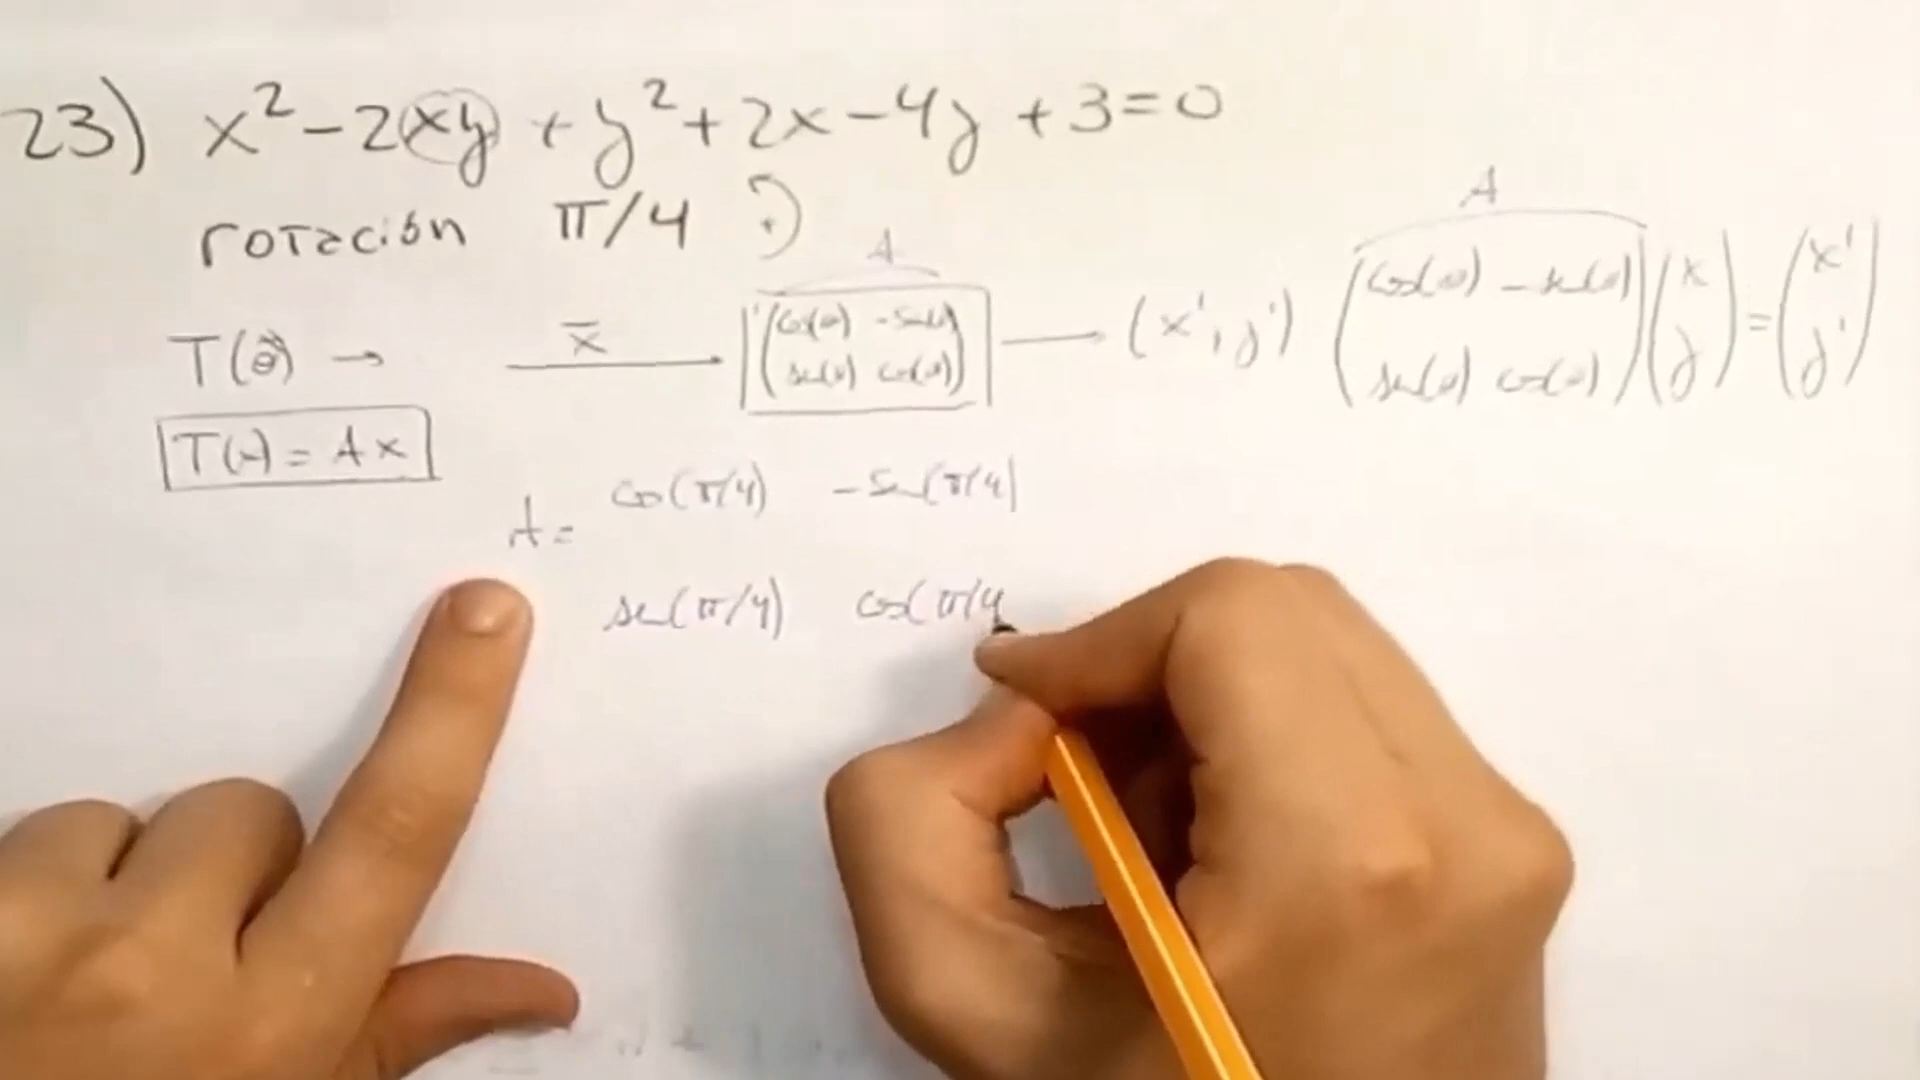 23) x² - 2xy + y² + 2x - 4y + 3 = 0
rotación π/4
A
A
T(θ) → x̄ → (cos(θ) -sen(θ) → (x', y') (cos(θ) -sen(θ) (x = (x'
sen(θ) cos(θ)) sen(θ) cos(θ)) y) y')
T(x) = Ax
A = cos(π/4) -sen(π/4)
sen(π/4) cos(π/4